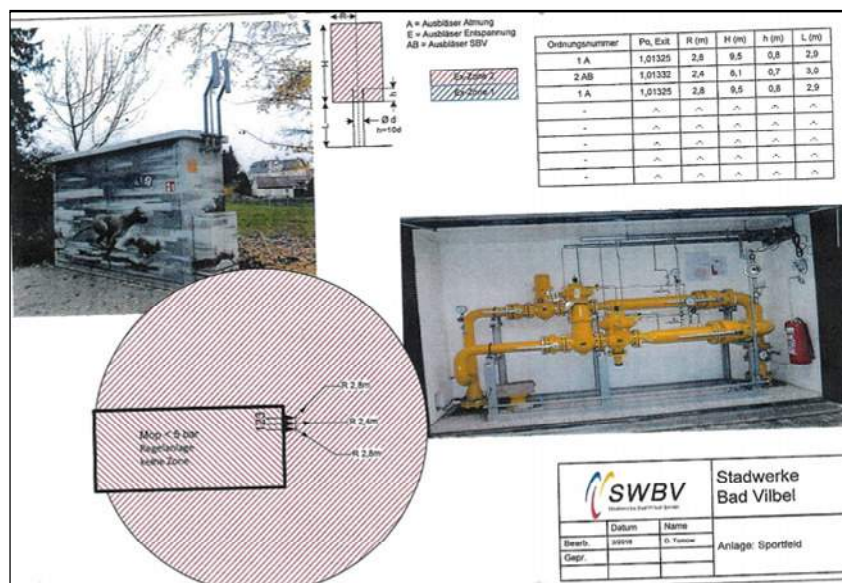 R
A = Ausbläser Atmung
E = Ausbläser Entspannung
AB = Ausbläser SBV
H
Ex-Zone 2
Ex-Zone 1
h
L
Ø d
h=10d
Ordnungsnummer Po, Exit R (m) H (m) h (m) L (m)
1 A 1,01325 2,8 9,5 0,8 2,9
2 AB 1,01332 2,4 8,1 0,7 3,0
1 A 1,01325 2,8 9,5 0,8 2,9
- -^- -^- -^- -^- -^-
- -^- -^- -^- -^- -^-
- -^- -^- -^- -^- -^-
- -^- -^- -^- -^- -^-
- -^- -^- -^- -^- -^-
R 2,8m
R 2,4m
R 2,8m
123
Mop < 5 bar
Regelanlage
keine Zone
SWBV
Stadwerke
Bad Vilbel
Datum Name
Bearb.
Gepr.
Anlage: Sportfeld